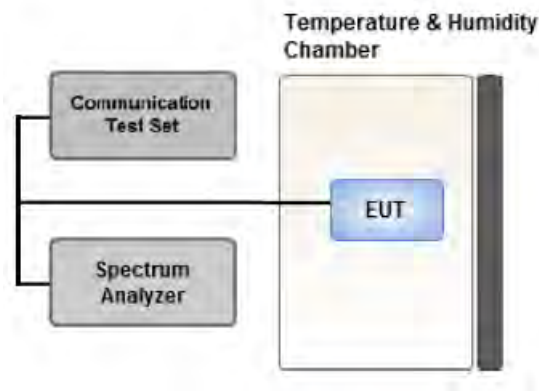 Temperature & Humidity
Chamber
Communication
Test Set
EUT
Spectrum
Analyzer